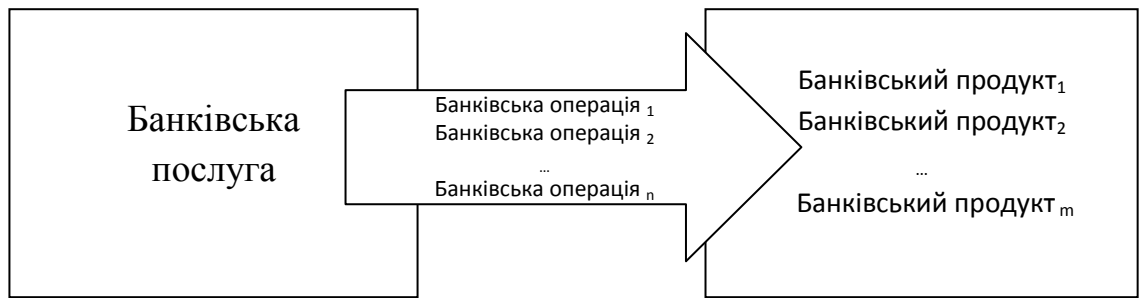 Банківська
послуга
Банківська операція 1
Банківська операція 2
...
Банківська операція n
Банківський продукт1
Банківський продукт2
...
Банківський продукт m